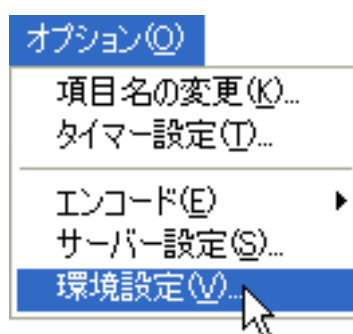 オプション(O)
項目名の変更(K)...
タイマー設定(T)...
エンコード(E)
サーバー設定(S)...
環境設定(V)...